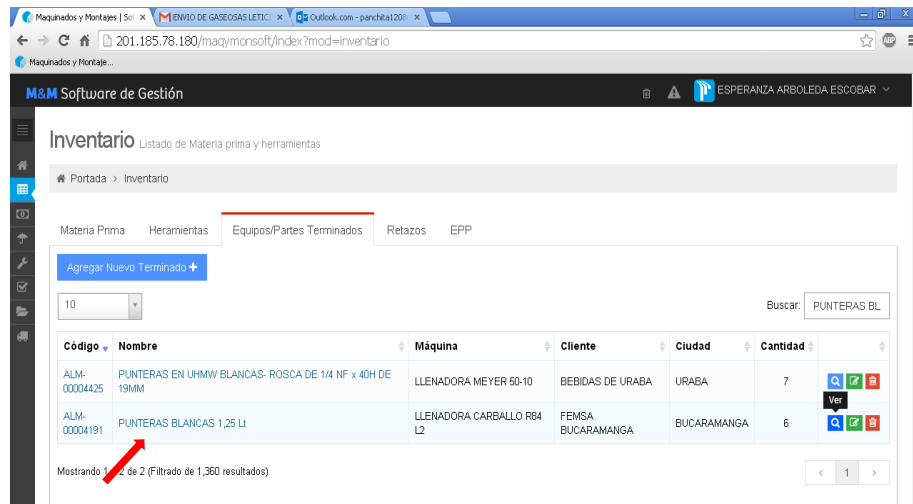 Maquinados y Montajes | Sol
ENVIO DE GASEOSAS LETICI
Outlook.com - panchita1208
201.185.78.180/maqymonsoft/index?mod=inventario
ABP
Maquinados y Montaje...
M&M Software de Gestión
ESPERANZA ARBOLEDA ESCOBAR
Inventario Listado de Materia prima y herramientas
Portada > Inventario
Materia Prima Heramientas Equipos/Partes Terminados Retazos EPP
Agregar Nuevo Terminado +
10
Buscar: PUNTERAS BL
Código Nombre Máquina Cliente Ciudad Cantidad
ALM-
00004425
PUNTERAS EN UHMW BLANCAS- ROSCA DE 1/4 NF x 40H DE
19MM
LLENADORA MEYER 50-10
BEBIDAS DE URABA
URABA
7
Ver
ALM-
00004191
PUNTERAS BLANCAS 1,25 Lt
LLENADORA CARBALLO R84
L2
FEMSA
BUCARAMANGA
BUCARAMANGA
6
Mostrando 1 2 de 2 (Filtrado de 1,360 resultados)
< 1 >